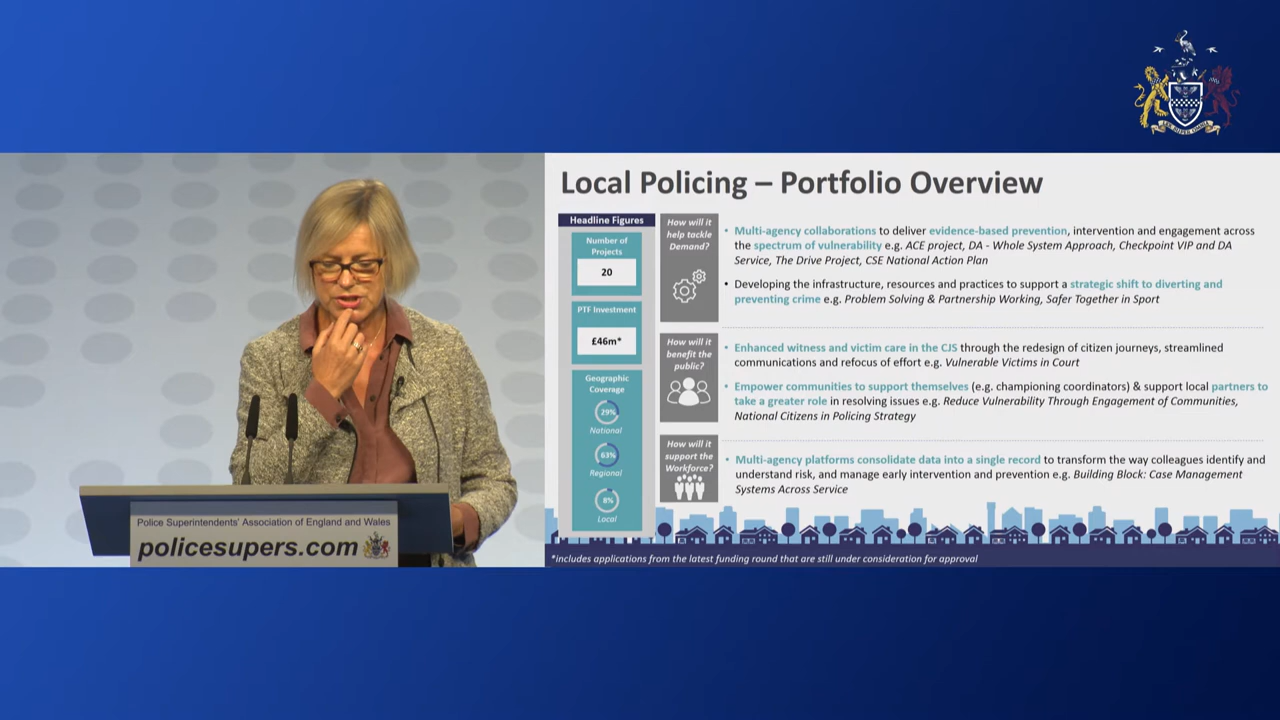 Local Policing – Portfolio Overview
Headline Figures
Number of
Projects
20
PTF Investment
£46m*
Geographic
Coverage
29%
National
63%
Regional
8%
Local
How will it
help tackle
Demand?
• Multi-agency collaborations to deliver evidence-based prevention, intervention and engagement across
the spectrum of vulnerability e.g. ACE project, DA - Whole System Approach, Checkpoint VIP and DA
Service, The Drive Project, CSE National Action Plan
• Developing the infrastructure, resources and practices to support a strategic shift to diverting and
preventing crime e.g. Problem Solving & Partnership Working, Safer Together in Sport
How will it
benefit the
public?
• Enhanced witness and victim care in the CJS through the redesign of citizen journeys, streamlined
communications and refocus of effort e.g. Vulnerable Victims in Court
• Empower communities to support themselves (e.g. championing coordinators) & support local partners to
take a greater role in resolving issues e.g. Reduce Vulnerability Through Engagement of Communities,
National Citizens in Policing Strategy
How will it
support the
Workforce?
• Multi-agency platforms consolidate data into a single record to transform the way colleagues identify and
understand risk, and manage early intervention and prevention e.g. Building Block: Case Management
Systems Across Service
*includes applications from the latest funding round that are still under consideration for approval
Police Superintendents' Association of England and Wales
policesupers.com